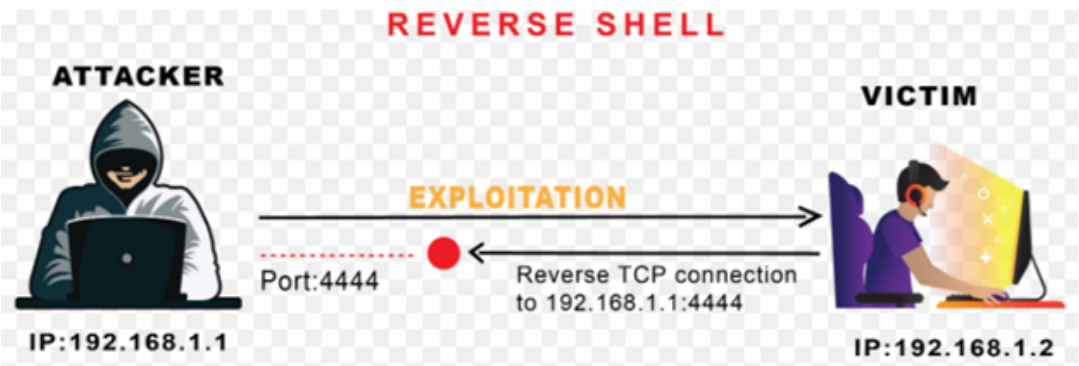 REVERSE SHELL
ATTACKER
VICTIM
EXPLOITATION
Port:4444
Reverse TCP connection
to 192.168.1.1:4444
IP:192.168.1.1
IP:192.168.1.2